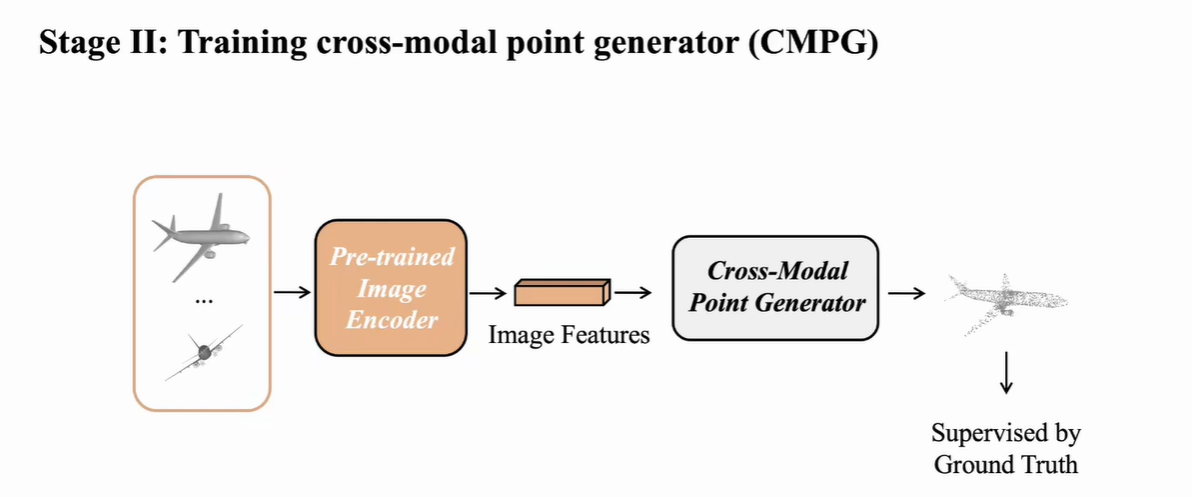 Stage II: Training cross-modal point generator (CMPG)
...
Pre-trained
Image
Encoder
Image Features
Cross-Modal
Point Generator
Supervised by
Ground Truth